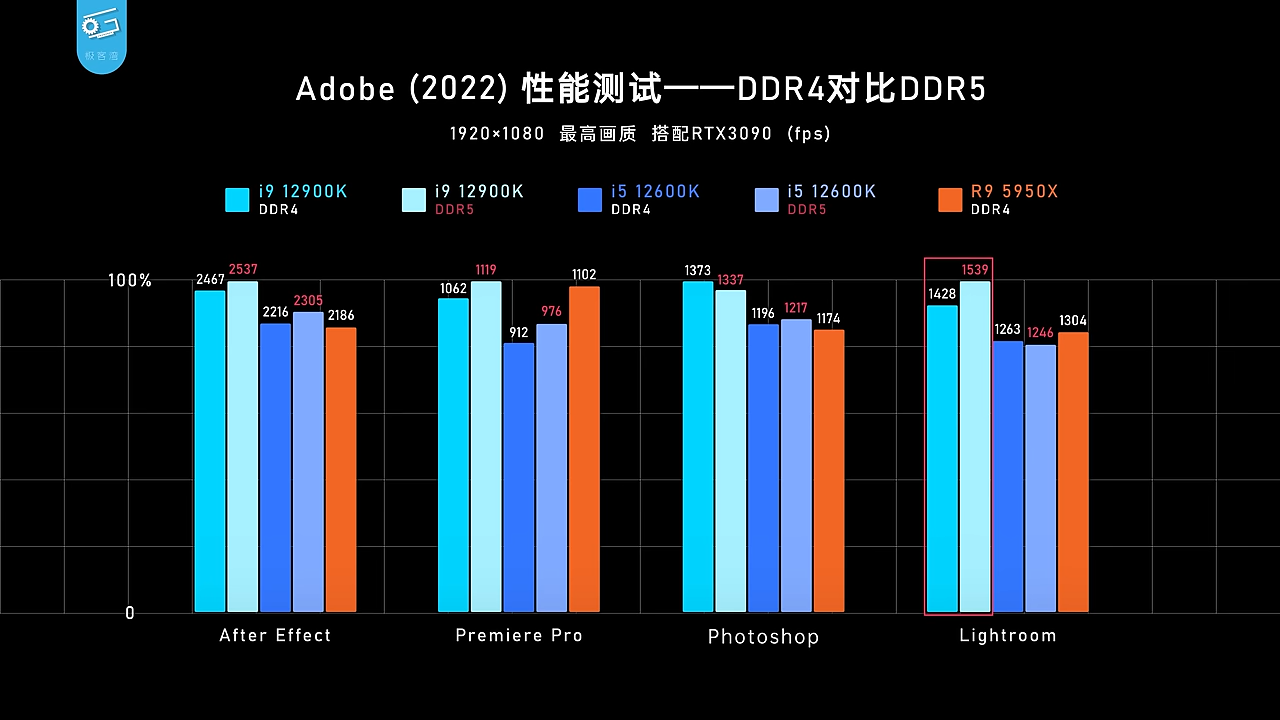 极客湾
Adobe (2022) 性能测试——DDR4对比DDR5
1920×1080 最高画质 搭配RTX3090 (fps)
i9 12900K i9 12900K i5 12600K i5 12600K R9 5950X
DDR4 DDR5 DDR4 DDR5 DDR4
100%
2467 2537 2216 2305 2186
1062 1119 912 976 1102
1373 1337 1196 1217 1174
1428 1539 1263 1246 1304
0
After Effect Premiere Pro Photoshop Lightroom